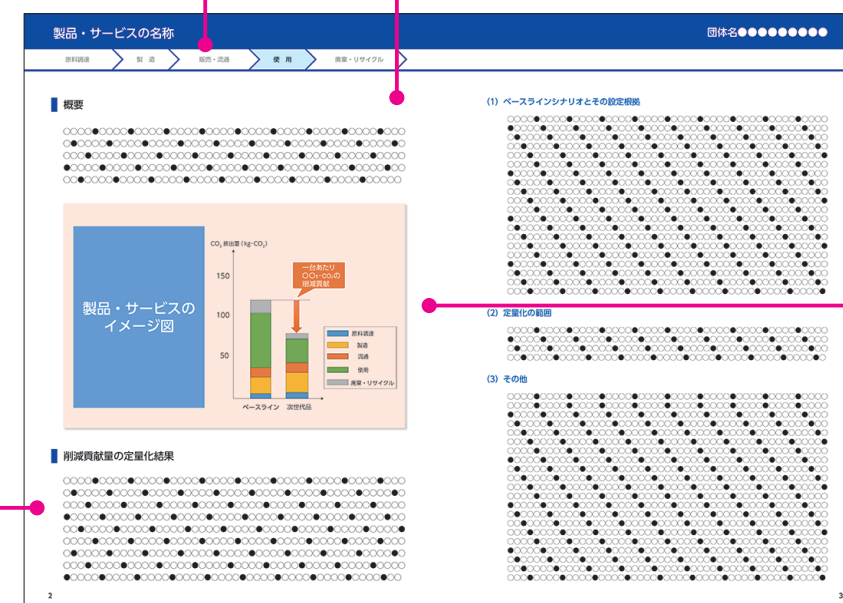 製品・サービスの名称
団体名●●●●●●●●●
原料調達
製 造
販売・流通
使 用
廃棄・リサイクル
概要
製品・サービスの
イメージ図
CO₂ 排出量(kg-CO₂)
150
100
50
一台あたり
〇〇t-CO₂の
削減貢献
原料調達
製造
流通
使用
廃棄・リサイクル
ベースライン 次世代品
削減貢献量の定量化結果
2
(1)ベースラインシナリオとその設定根拠
(2)定量化の範囲
(3)その他
3